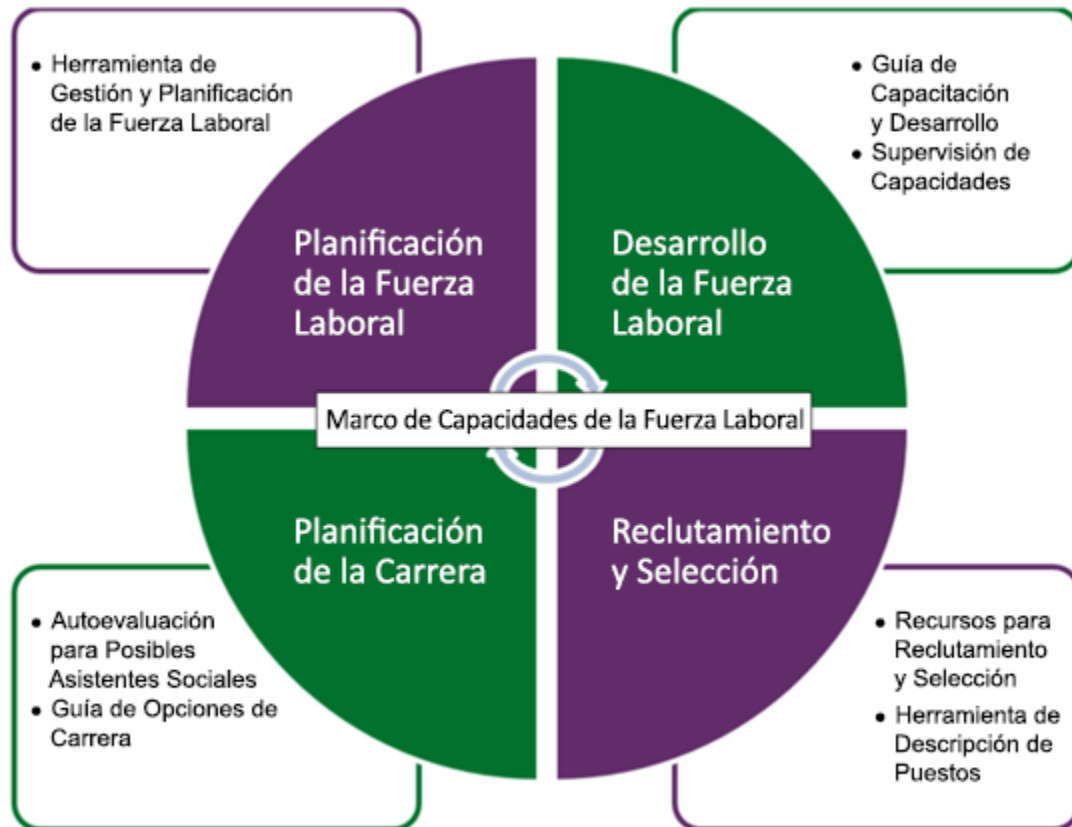 • Herramienta de
Gestión y Planificación
de la Fuerza Laboral
• Guía de
Capacitación
y Desarrollo
• Supervisión de
Capacidades
Planificación
de la Fuerza
Laboral
Desarrollo
de la Fuerza
Laboral
Marco de Capacidades de la Fuerza Laboral
Planificación
de la Carrera
Reclutamiento
y Selección
• Autoevaluación
para Posibles
Asistentes Sociales
• Guía de Opciones de
Carrera
• Recursos para
Reclutamiento
y Selección
• Herramienta de
Descripción de
Puestos